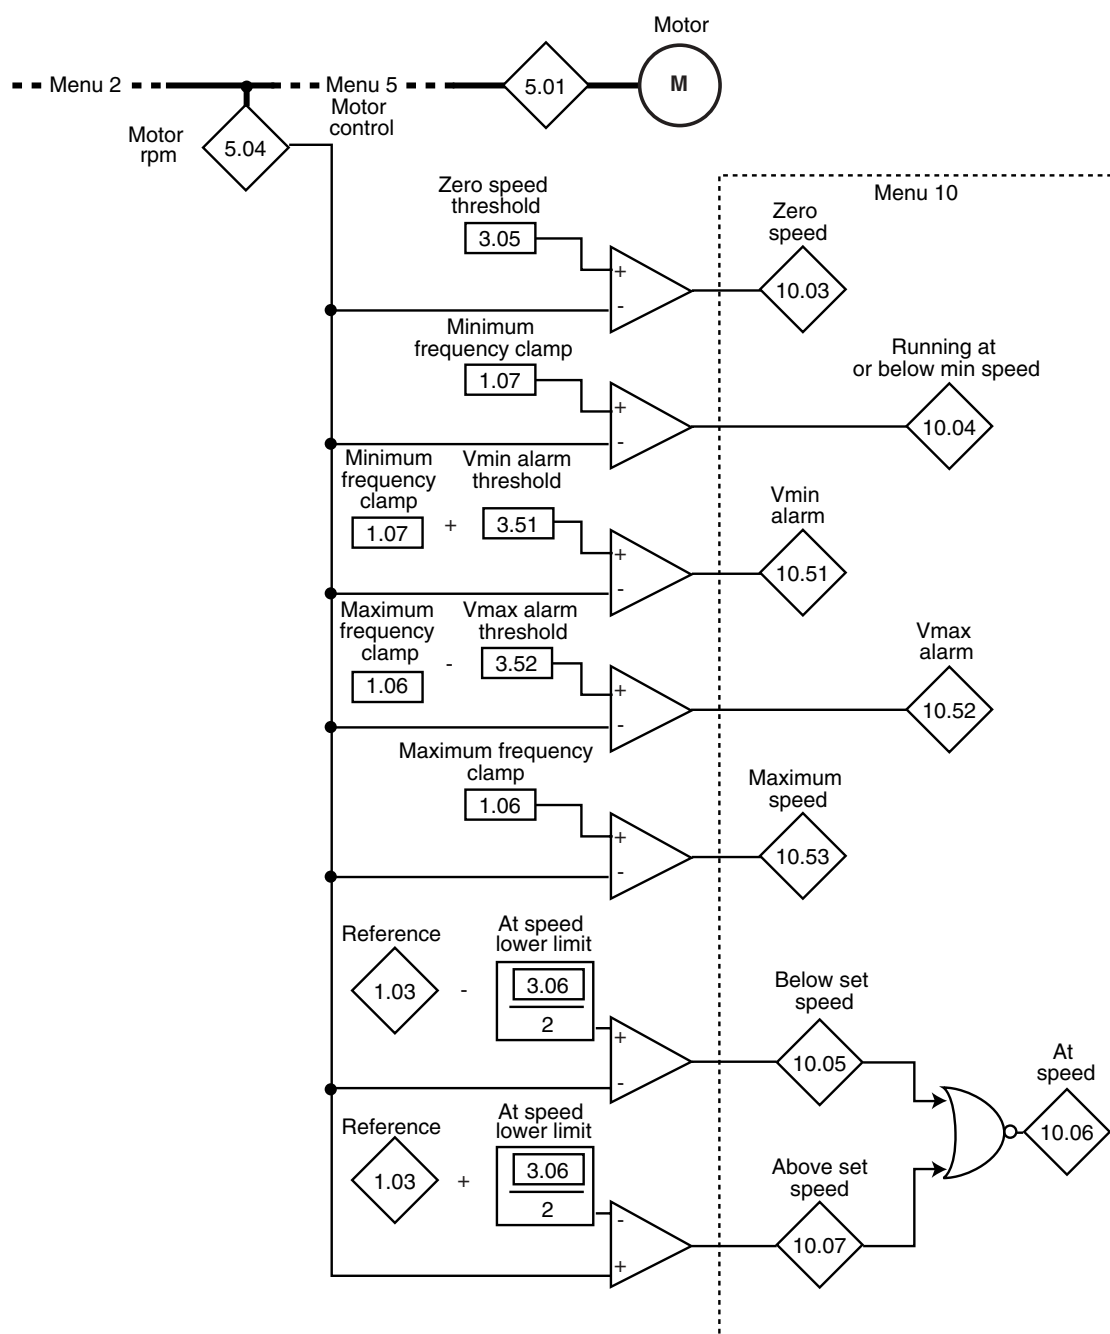 Motor
Menu 2
Menu 5
Motor
control
5.01
M
Motor
rpm
5.04
Menu 10
Zero speed
threshold
3.05
+
-
Zero
speed
10.03
Minimum
frequency clamp
1.07
+
-
Running at
or below min speed
10.04
Minimum
frequency
clamp
1.07
+
Vmin alarm
threshold
3.51
+
-
Vmin
alarm
10.51
Maximum
frequency
clamp
1.06
-
Vmax alarm
threshold
3.52
+
-
Vmax
alarm
10.52
Maximum frequency
clamp
1.06
+
-
Maximum
speed
10.53
Reference
1.03
-
At speed
lower limit
3.06
2
+
-
Below set
speed
10.05
At
speed
10.06
Reference
1.03
+
At speed
lower limit
3.06
2
-
+
Above set
speed
10.07